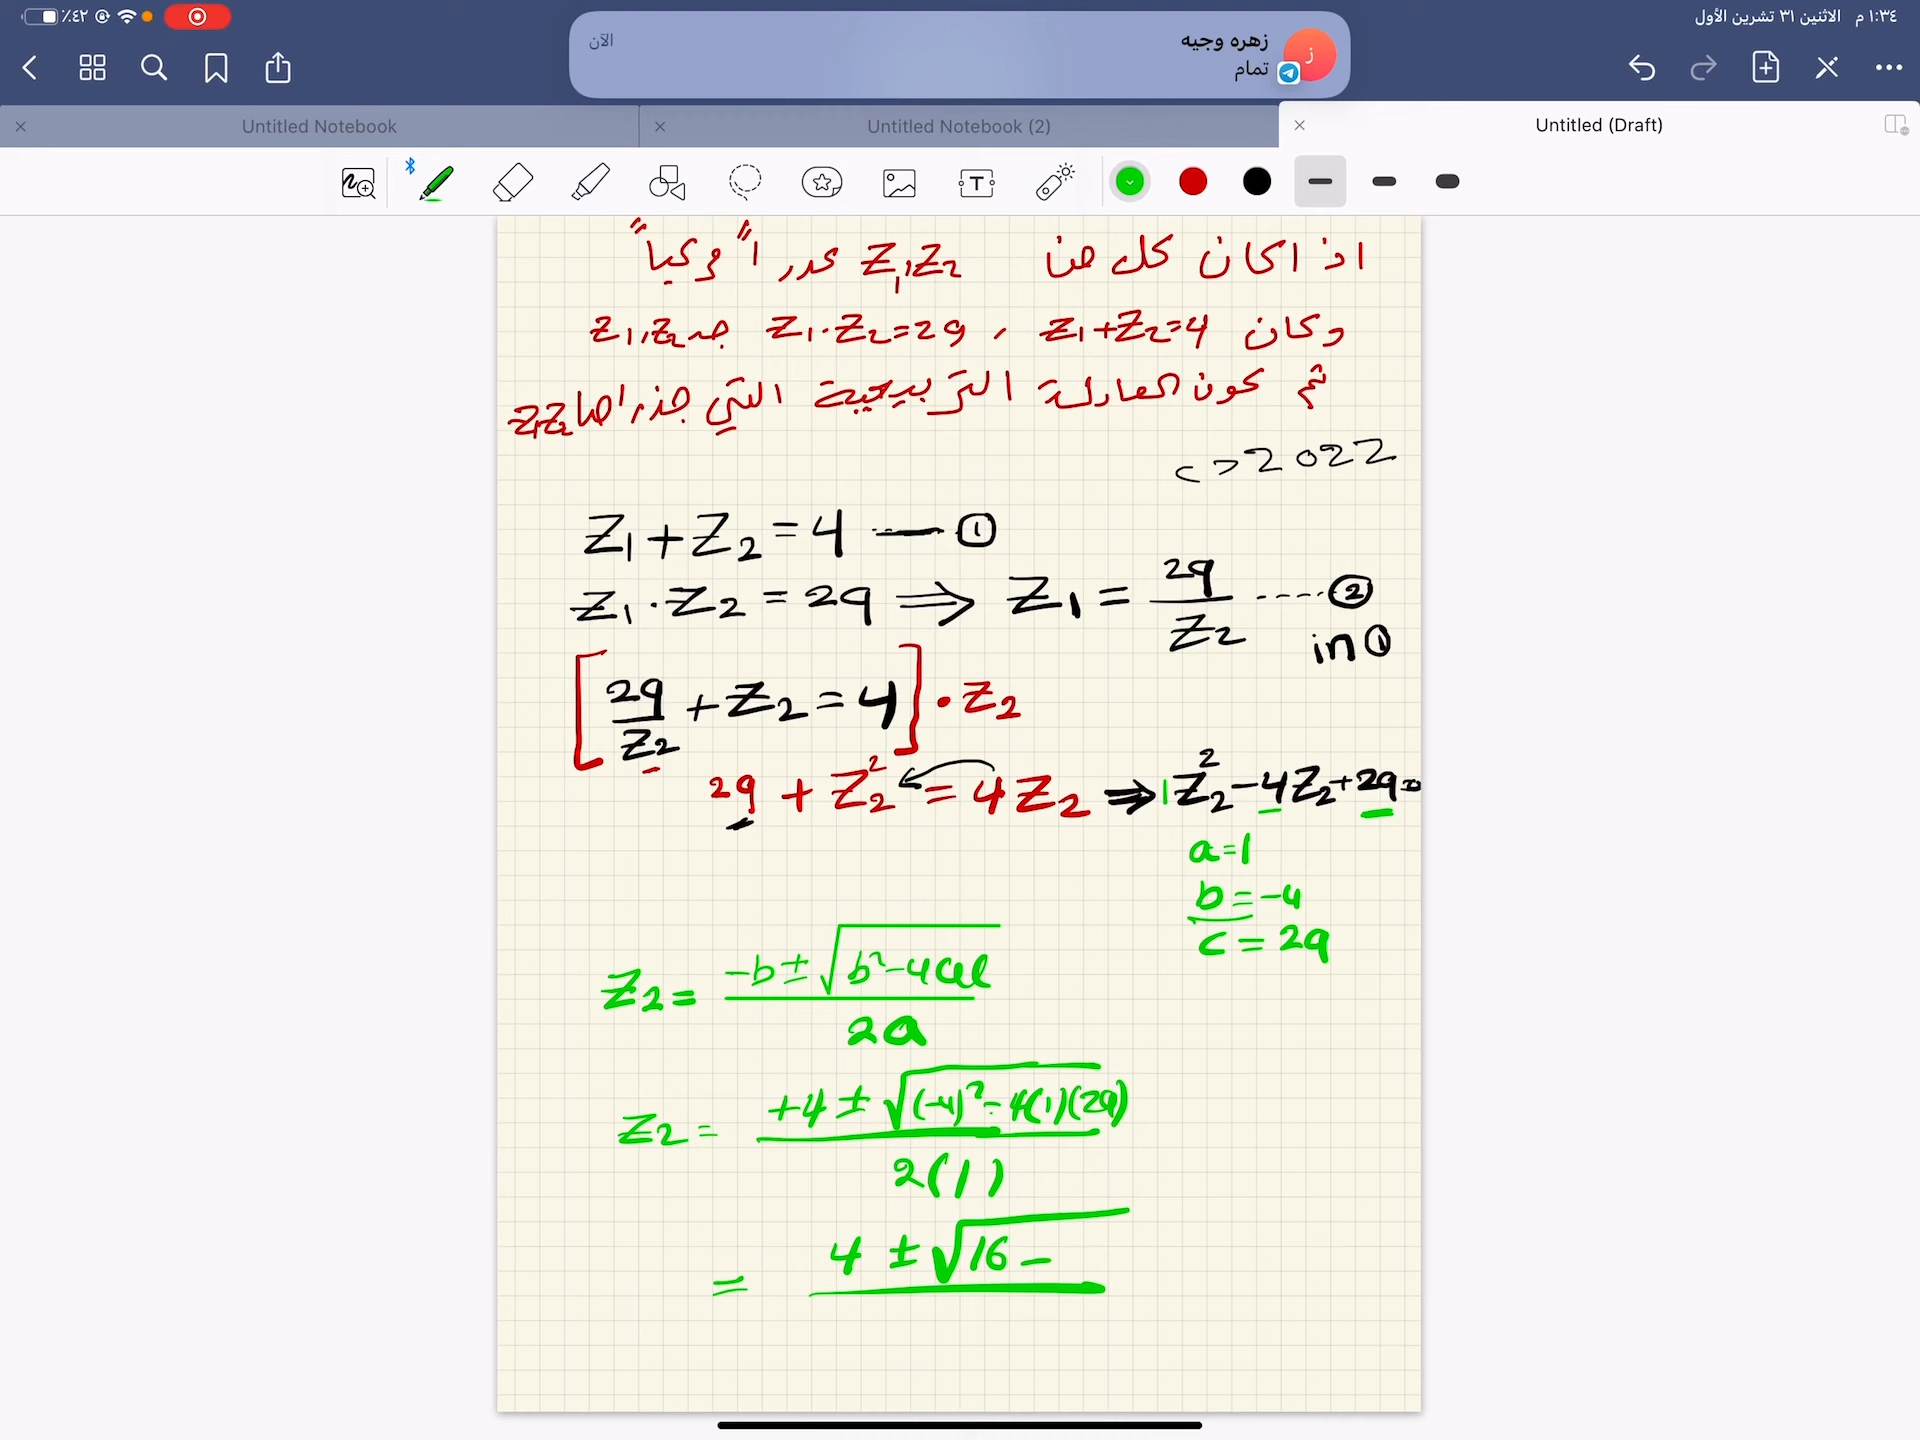 ٪٤٢
١:٣٤ م الاثنين ٣١ تشرين الأول
زهره وجيه
الآن
ز
تمام
Untitled Notebook
Untitled Notebook (2)
Untitled (Draft)
اذا كان كل من Z₁,Z₂ عدداً مركباً
وكان Z₁+Z₂=4 ، Z₁·Z₂=29 جد Z₁,Z₂
ثم كون المعادلة التربيعية التي جذراها Z₁Z₂
2022
Z₁+Z₂=4 — ①
Z₁·Z₂=29 ⇒ Z₁ = 29/Z₂ ----②
in ①
[29/Z₂ + Z₂ = 4] · Z₂
29 + Z₂² = 4Z₂ ⇒ 1Z₂²-4Z₂+29=0
a=1
b=-4
c=29
Z₂ = (-b±√(b²-4ac))/2a
Z₂ = (+4±√((-4)²-4(1)(29)))/2(1)
= 4±√16-